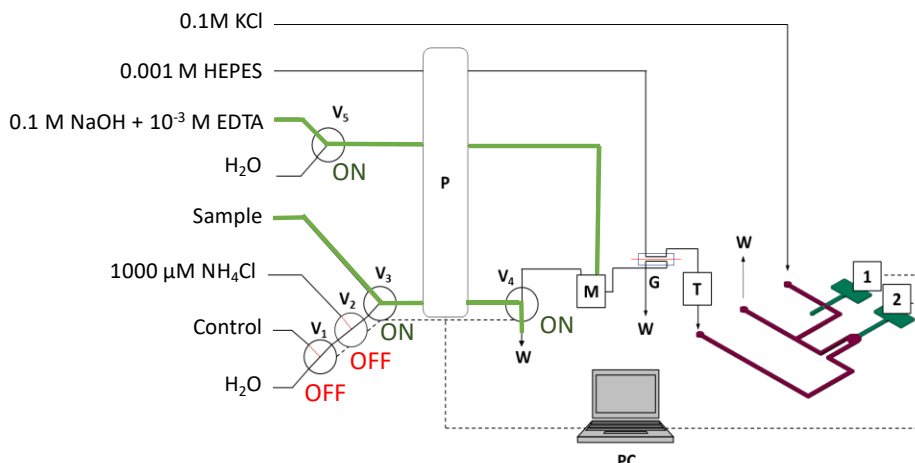 0.1M KCl
0.001 M HEPES
0.1 M NaOH + 10⁻³ M EDTA
V₅
H₂O
ON
P
Sample
1000 µM NH₄Cl
V₃
V₂
Control
V₁
ON
OFF
H₂O
OFF
V₄
ON
W
M
G
W
T
W
1
2
PC